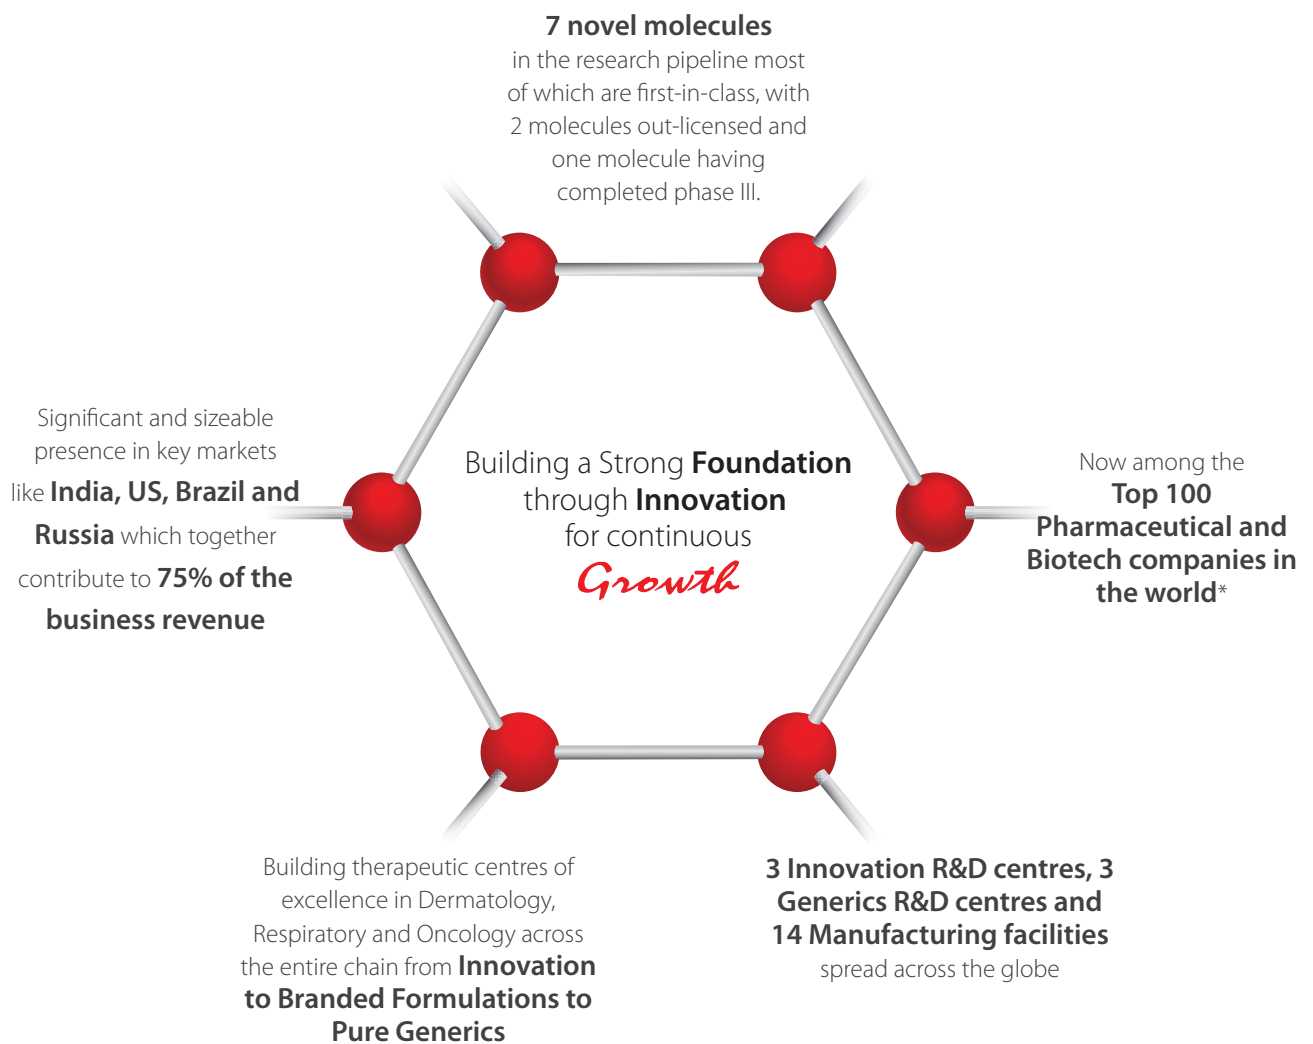 7 novel molecules
in the research pipeline most
of which are first-in-class, with
2 molecules out-licensed and
one molecule having
completed phase III.
Significant and sizeable
presence in key markets
like India, US, Brazil and
Russia which together
contribute to 75% of the
business revenue
Building a Strong Foundation
through Innovation
for continuous
Growth
Now among the
Top 100
Pharmaceutical and
Biotech companies in
the world*
Building therapeutic centres of
excellence in Dermatology,
Respiratory and Oncology across
the entire chain from Innovation
to Branded Formulations to
Pure Generics
3 Innovation R&D centres, 3
Generics R&D centres and
14 Manufacturing facilities
spread across the globe